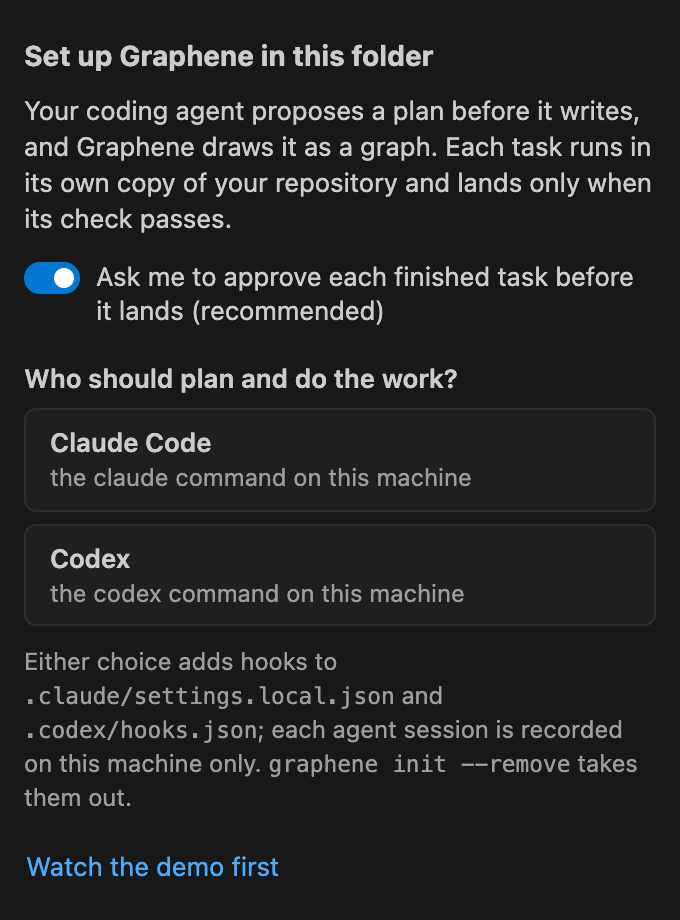 Set up Graphene in this folder
Your coding agent proposes a plan before it writes,
and Graphene draws it as a graph. Each task runs in
its own copy of your repository and lands only when
its check passes.
Ask me to approve each finished task before
it lands (recommended)
Who should plan and do the work?
Claude Code
the claude command on this machine
Codex
the codex command on this machine
Either choice adds hooks to
.claude/settings.local.json and
.codex/hooks.json; each agent session is recorded
on this machine only. graphene init --remove takes
them out.
Watch the demo first